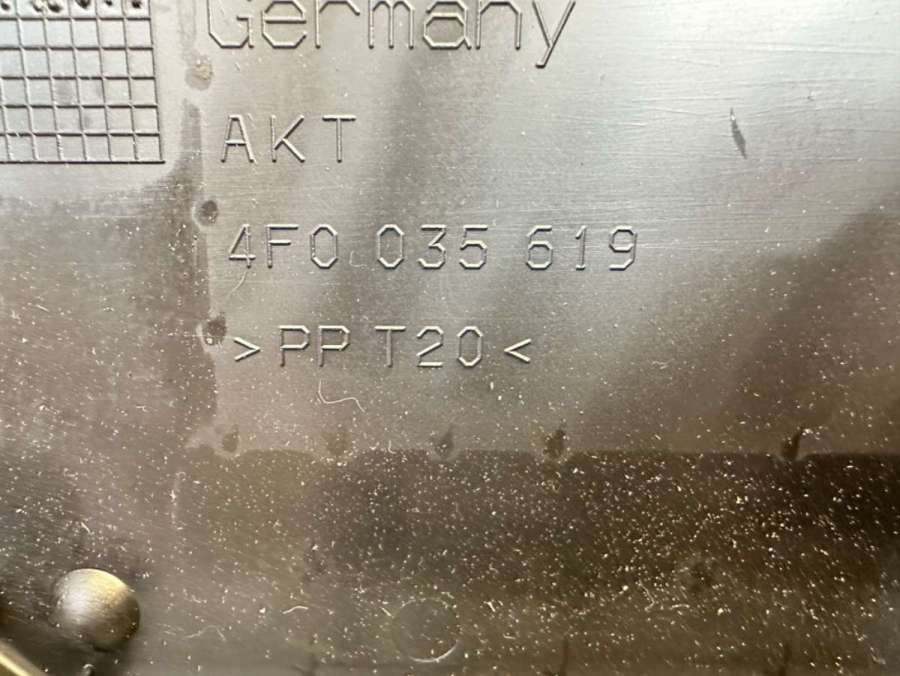 Germany
AKT
4F0 035 619
>PP T20<